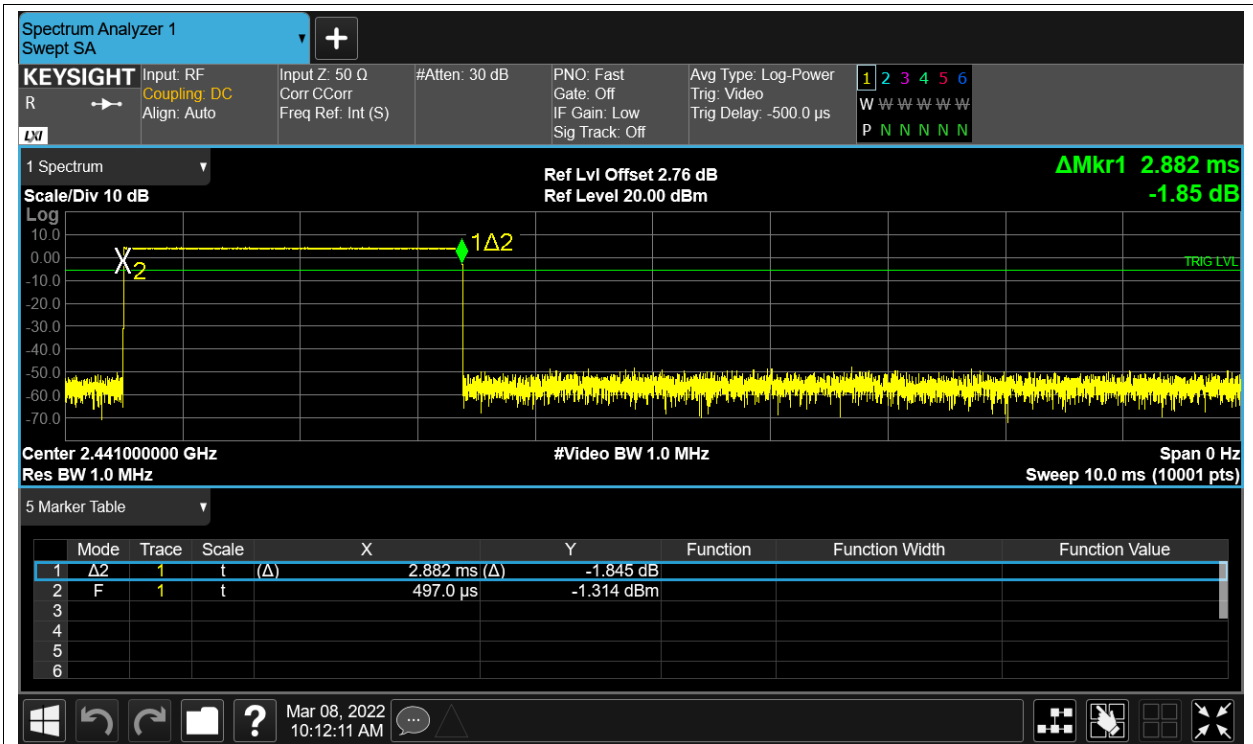 Spectrum Analyzer 1
Swept SA
KEYSIGHT
R
LXI
Input: RF
Coupling: DC
Align: Auto
Input Z: 50 Ω
Corr CCorr
Freq Ref: Int (S)
#Atten: 30 dB
PNO: Fast
Gate: Off
IF Gain: Low
Sig Track: Off
Avg Type: Log-Power
Trig: Video
Trig Delay: -500.0 µs
1 2 3 4 5 6
W W W W W W
P N N N N N
1 Spectrum
Scale/Div 10 dB
Ref Lvl Offset 2.76 dB
Ref Level 20.00 dBm
ΔMkr1 2.882 ms
-1.85 dB
Log
10.0
0.00
-10.0
-20.0
-30.0
-40.0
-50.0
-60.0
-70.0
X2
1Δ2
TRIG LVL
Center 2.441000000 GHz
#Video BW 1.0 MHz
Span 0 Hz
Res BW 1.0 MHz
Sweep 10.0 ms (10001 pts)
5 Marker Table
Mode Trace Scale X Y Function Function Width Function Value
1 Δ2 1 t (Δ) 2.882 ms (Δ) -1.845 dB
2 F 1 t 497.0 µs -1.314 dBm
3
4
5
6
?
Mar 08, 2022
10:12:11 AM